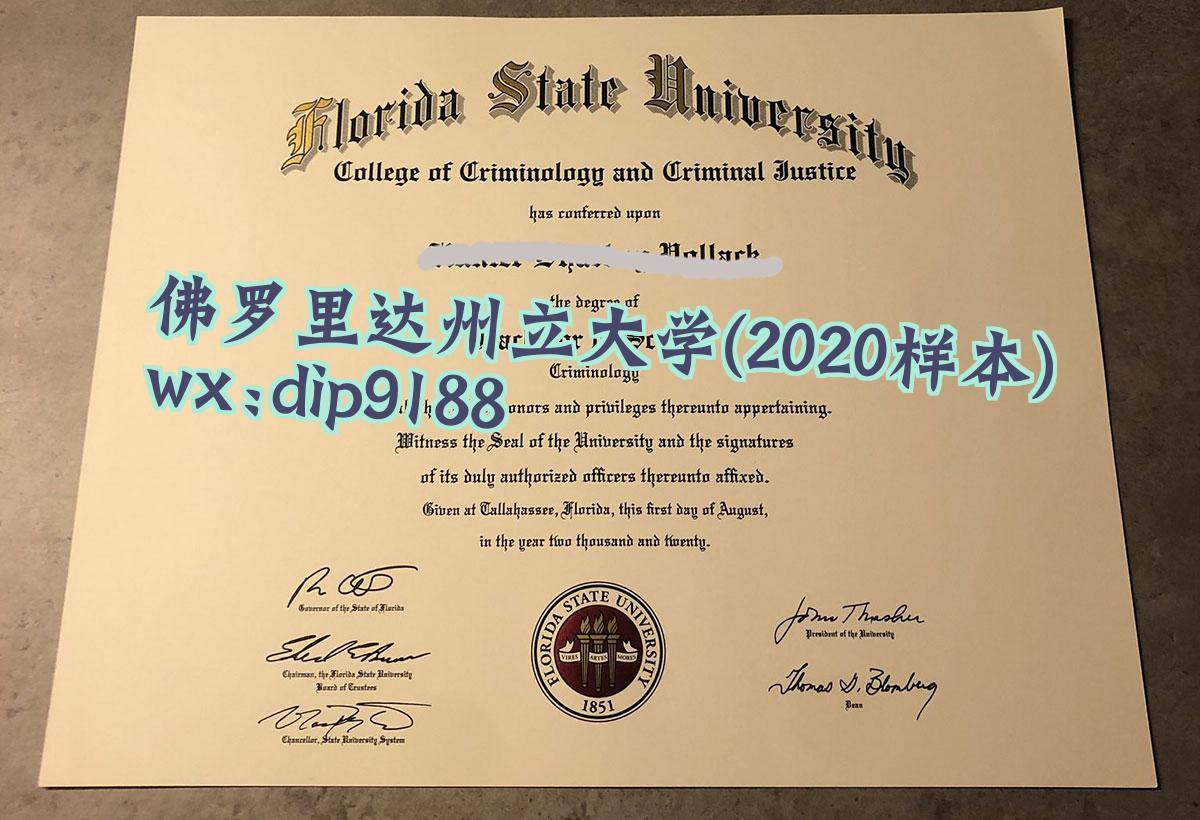 Florida State University
College of Criminology and Criminal Justice
has conferred upon
the degree of
佛罗里达州立大学(2020样本)
wx:dip9188
Criminology
honors and privileges thereunto appertaining.
Witness the Seal of the University and the signatures
of its duly authorized officers thereunto affixed.
Given at Tallahassee, Florida, this first day of August,
in the year two thousand and twenty.
Governor of the State of Florida
Chairman, the Florida State University
Board of Trustees
Chancellor, State University System
FLORIDA STATE UNIVERSITY
VIRES ARTES MORES
1851
John Thrasher
President of the University
Thomas G. Blomberg
Dean